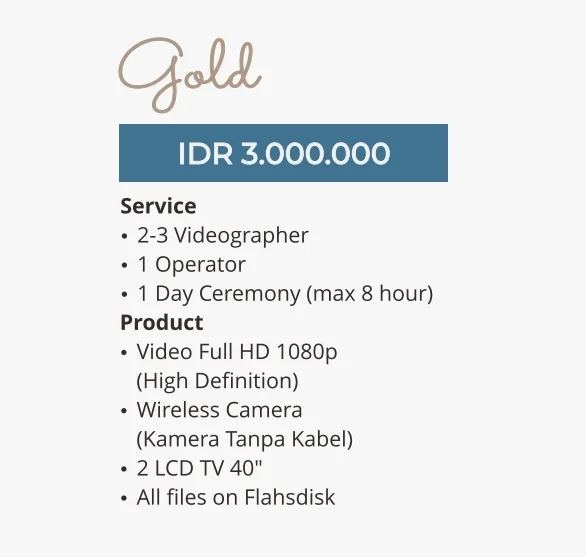 Gold
IDR 3.000.000
Service
• 2-3 Videographer
• 1 Operator
• 1 Day Ceremony (max 8 hour)
Product
• Video Full HD 1080p
(High Definition)
• Wireless Camera
(Kamera Tanpa Kabel)
• 2 LCD TV 40"
• All files on Flahsdisk